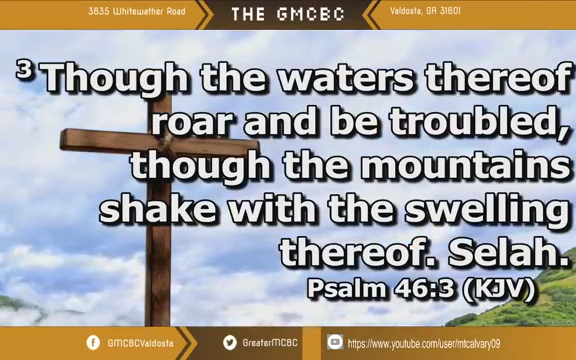 3835 Whitewather Road
THE GMCBC
Valdosta, GA 31601
3 Though the waters thereof
roar and be troubled,
though the mountains
shake with the swelling
thereof. Selah.
Psalm 46:3 (KJV)
GMCBCValdosta
GreaterMCBC
https://www.youtube.com/user/mtcalvary09